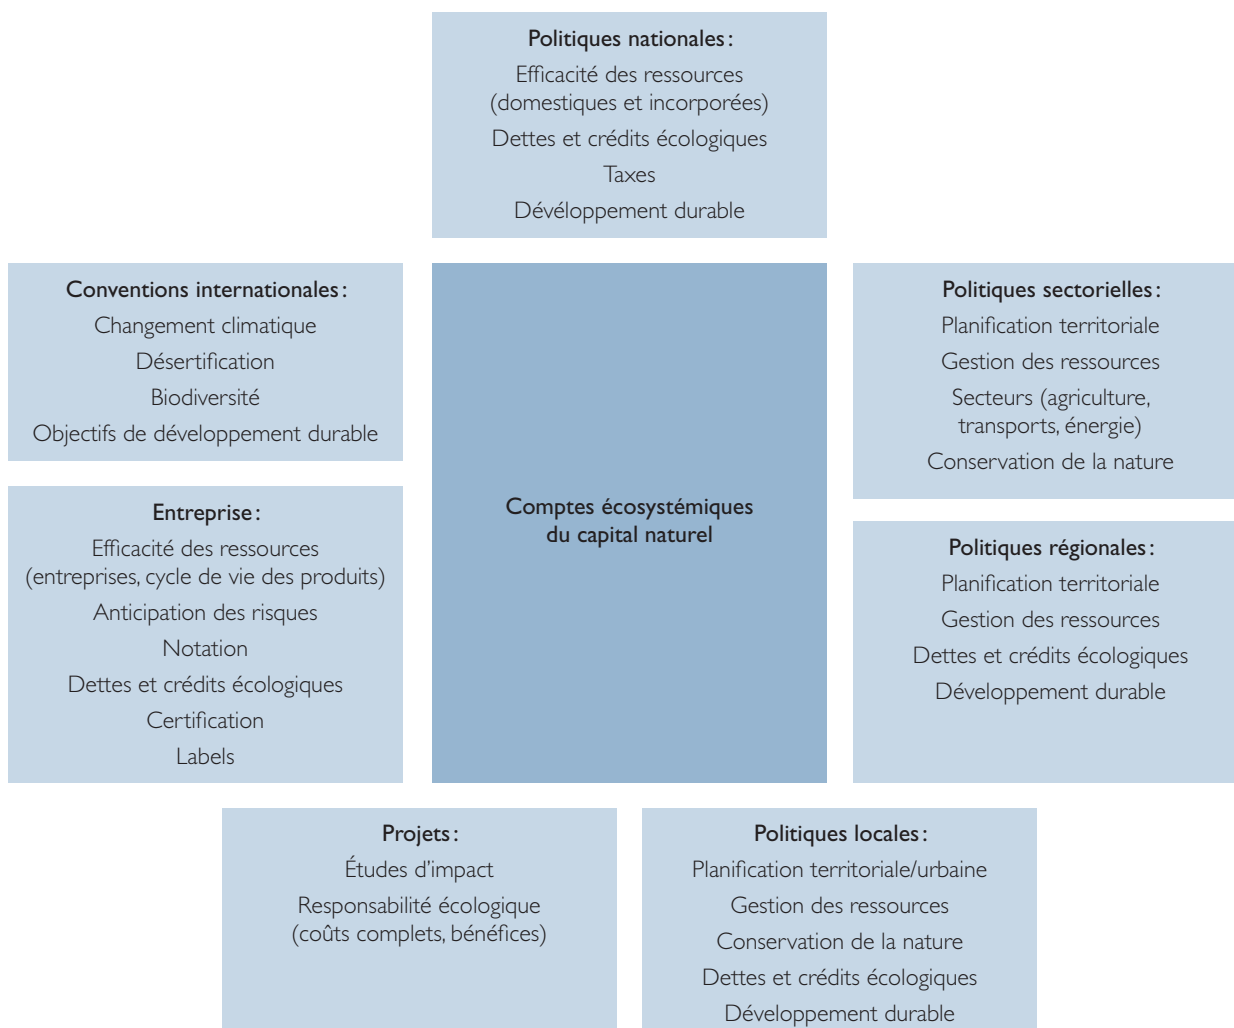 Politiques nationales :
Efficacité des ressources
(domestiques et incorporées)
Dettes et crédits écologiques
Taxes
Dévéloppement durable
Conventions internationales :
Changement climatique
Désertification
Biodiversité
Objectifs de développement durable
Entreprise :
Efficacité des ressources
(entreprises, cycle de vie des produits)
Anticipation des risques
Notation
Dettes et crédits écologiques
Certification
Labels
Comptes écosystémiques
du capital naturel
Politiques sectorielles :
Planification territoriale
Gestion des ressources
Secteurs (agriculture,
transports, énergie)
Conservation de la nature
Politiques régionales :
Planification territoriale
Gestion des ressources
Dettes et crédits écologiques
Développement durable
Projets :
Études d’impact
Responsabilité écologique
(coûts complets, bénéfices)
Politiques locales :
Planification territoriale/urbaine
Gestion des ressources
Conservation de la nature
Dettes et crédits écologiques
Développement durable